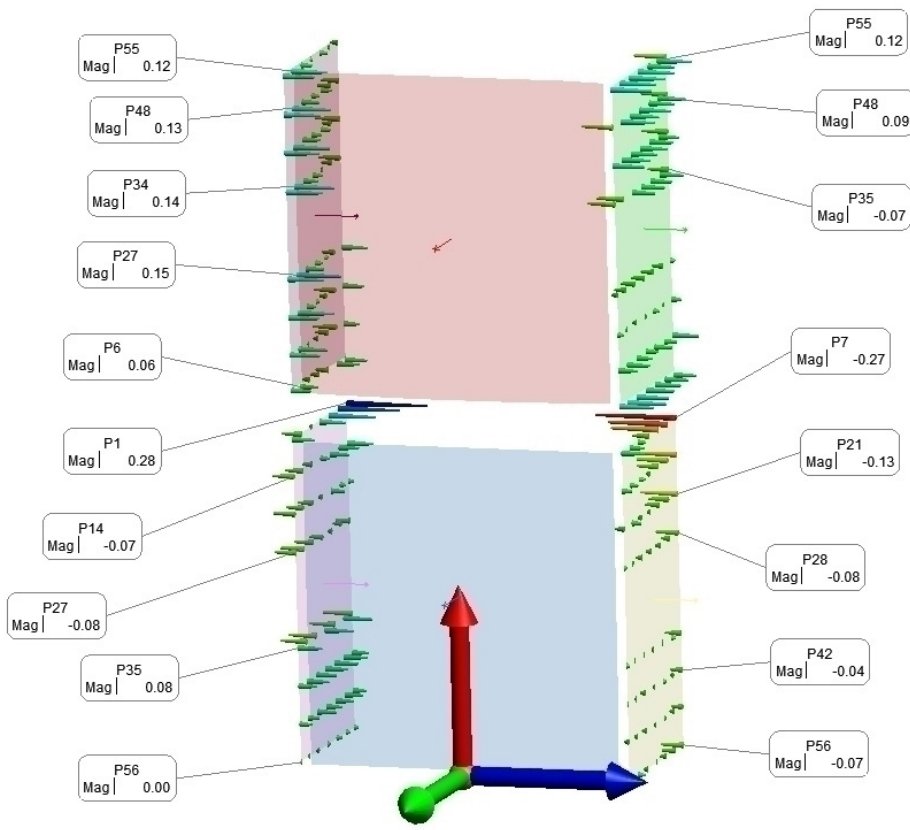 P55
Mag 0.12
P48
Mag 0.13
P34
Mag 0.14
P27
Mag 0.15
P6
Mag 0.06
P1
Mag 0.28
P14
Mag -0.07
P27
Mag -0.08
P35
Mag 0.08
P56
Mag 0.00
P55
Mag 0.12
P48
Mag 0.09
P35
Mag -0.07
P7
Mag -0.27
P21
Mag -0.13
P28
Mag -0.08
P42
Mag -0.04
P56
Mag -0.07